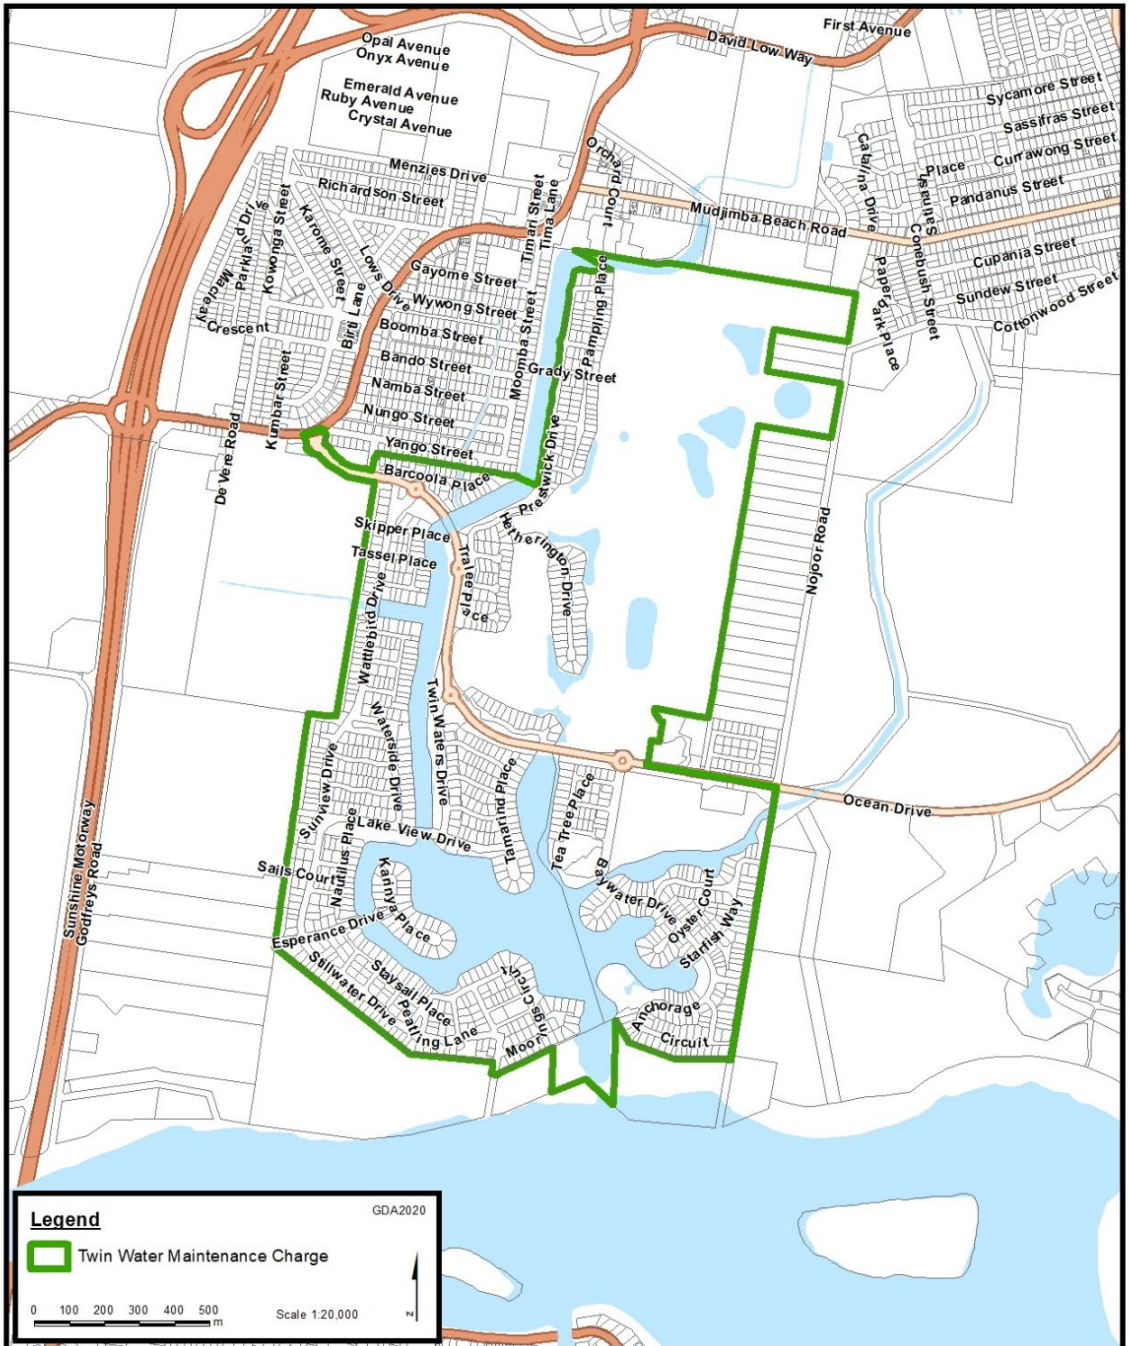 First Avenue
David Low Way
Opal Avenue
Onyx Avenue
Emerald Avenue
Ruby Avenue
Crystal Avenue
Sycamore Street
Sassifras Street
Currawong Street
Place
Pandanus Street
Catalina Drive
Saltash
Conebush Street
Cupania Street
Sundew Street
Cottonwood Street
Paper Bark Place
Orchard Court
Mudjimba Beach Road
Menzies Drive
Richardson Street
Timari Street
Tima Lane
Parkland Drive
Kowonga Street
Karome Street
Lows Drive
Macleay
Crescent
Birri Lane
Gayome Street
Wywong Street
Boomba Street
Bando Street
Namba Street
Nungo Street
Yango Street
Moomba Street
Pampling Place
Grady Street
Prestwick Drive
Kumbar Street
De Vere Road
Barcoola Place
Skipper Place
Tassel Place
Hetherington Drive
Tralee Place
Nojoor Road
Wattlebird Drive
Twin Waters Drive
Waterside Drive
Sunview Drive
Tamarind Place
Tea Tree Place
Ocean Drive
Lake View Drive
Nautilus Place
Sails Court
Karinya Place
Baywater Drive
Oyster Court
Starfish Way
Esperance Drive
Stillwater Drive
Staysail Place
Peatling Lane
Moorings Circuit
Anchorage
Circuit
Sunshine Motorway
Godfreys Road
Legend
GDA2020
Twin Water Maintenance Charge
0 100 200 300 400 500
m
Scale 1:20,000
N